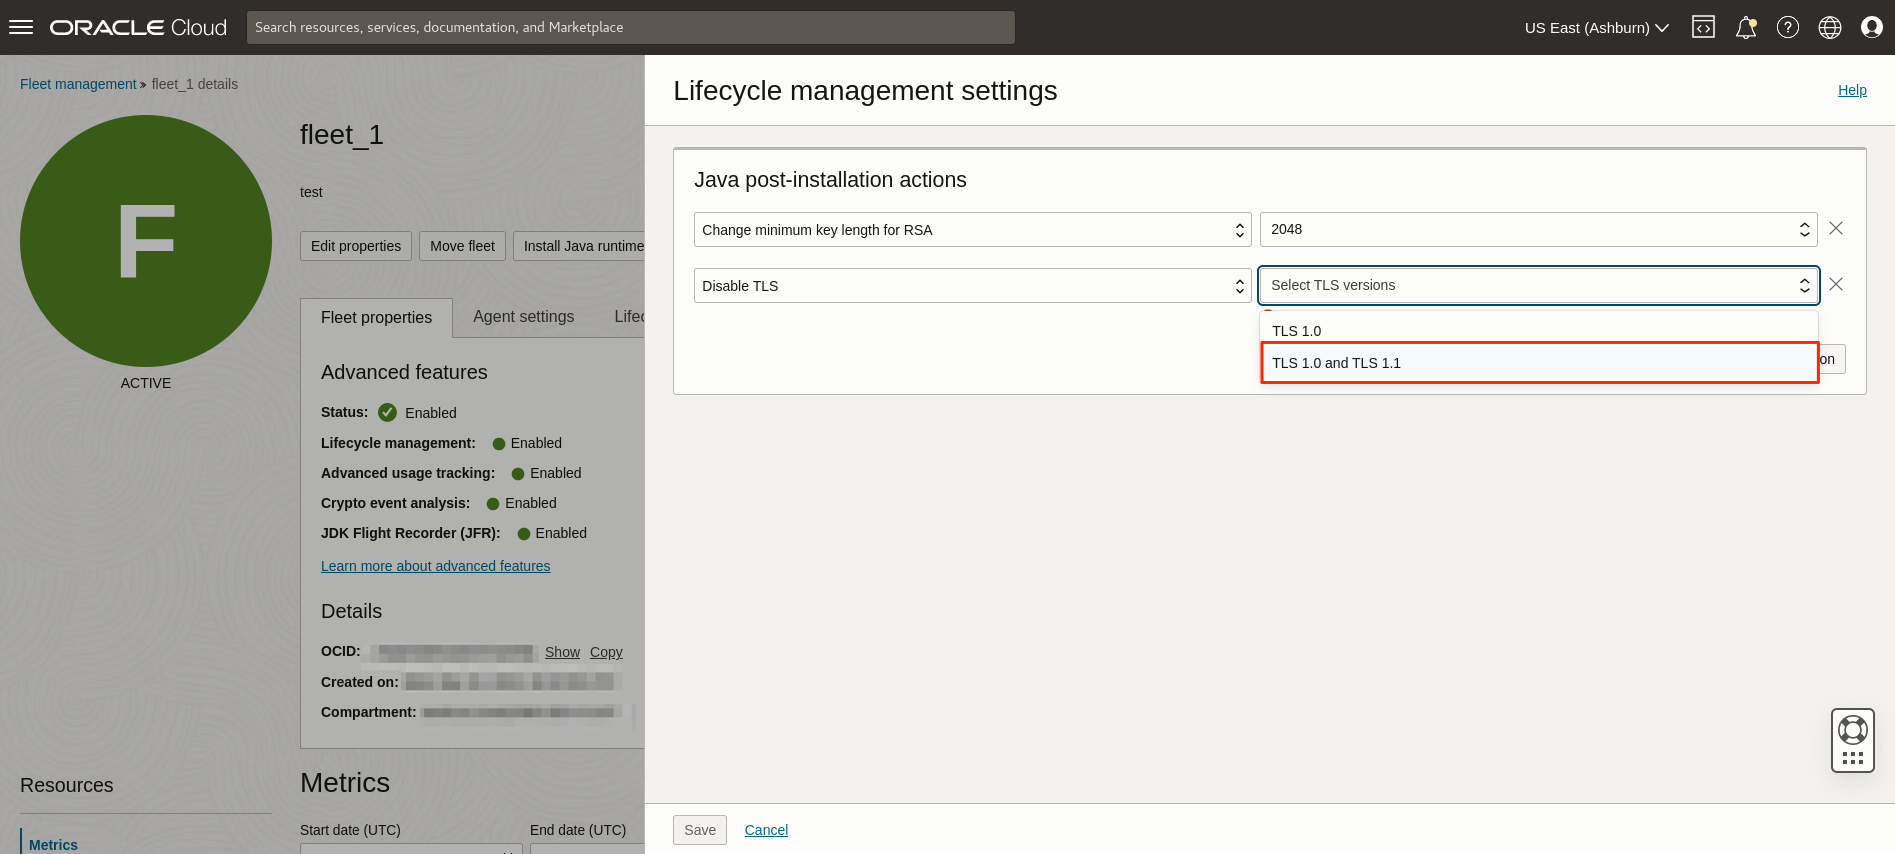 ORACLE Cloud
Search resources, services, documentation, and Marketplace
US East (Ashburn)
Fleet management » fleet_1 details
F
ACTIVE
fleet_1
test
Edit properties
Move fleet
Install Java runtime
Fleet properties
Agent settings
Advanced features
Status: Enabled
Lifecycle management: Enabled
Advanced usage tracking: Enabled
Crypto event analysis: Enabled
JDK Flight Recorder (JFR): Enabled
Learn more about advanced features
Details
OCID: Show Copy
Created on:
Compartment:
Resources
Metrics
Metrics
Start date (UTC)
End date (UTC)
Lifecycle management settings
Help
Java post-installation actions
Change minimum key length for RSA
2048
Disable TLS
Select TLS versions
TLS 1.0
TLS 1.0 and TLS 1.1
on
Save
Cancel